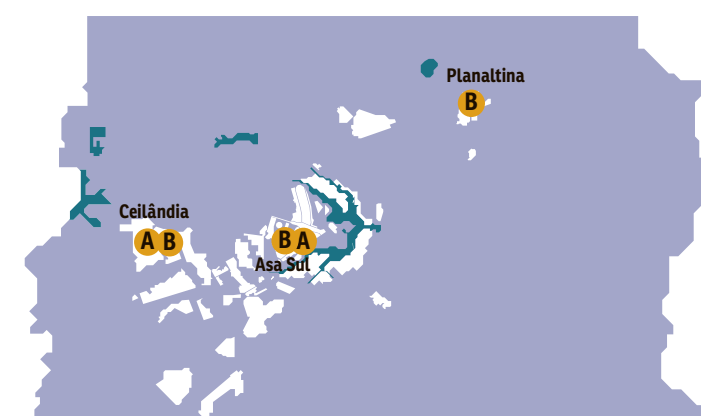 Planaltina
B
Ceilândia
A B
B A
Asa Sul